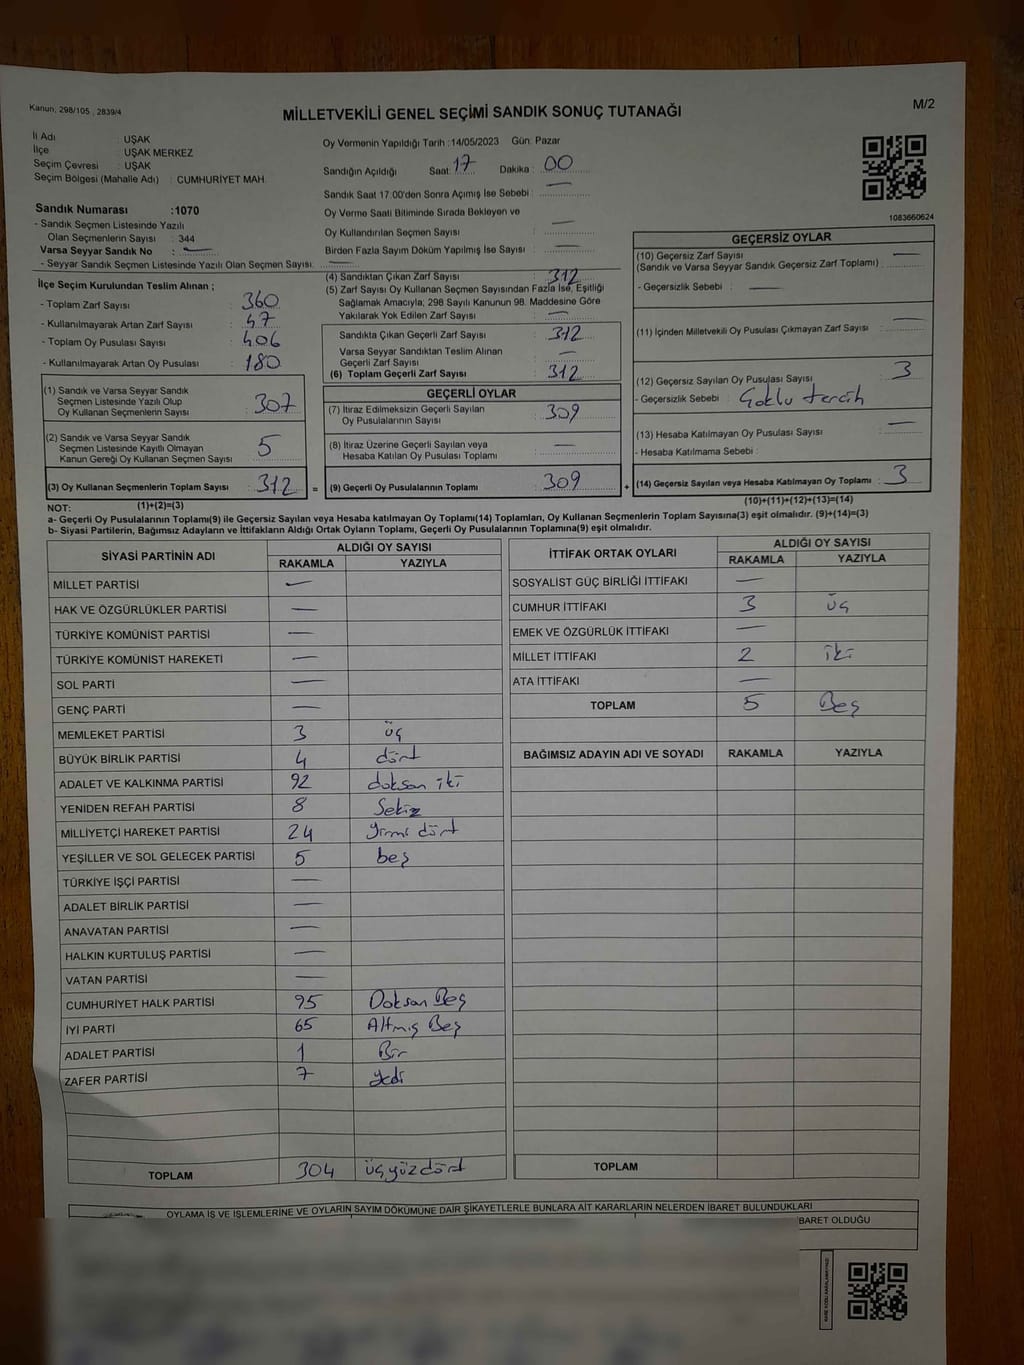 Kanun, 298/105 , 2839/4
MİLLETVEKİLİ GENEL SEÇİMİ SANDIK SONUÇ TUTANAĞI
M/2
İl Adı : UŞAK
İlçe : UŞAK MERKEZ
Seçim Çevresi : UŞAK
Seçim Bölgesi (Mahalle Adı) : CUMHURİYET MAH.
Sandık Numarası :1070
- Sandık Seçmen Listesinde Yazılı
Olan Seçmenlerin Sayısı : 344
Varsa Seyyar Sandık No : —
- Seyyar Sandık Seçmen Listesinde Yazılı Olan Seçmen Sayısı: —
Oy Vermenin Yapıldığı Tarih :14/05/2023 Gün: Pazar
Sandığın Açıldığı Saat: 17 Dakika : 00
Sandık Saat 17.00'den Sonra Açımış İse Sebebi : —
Oy Verme Saati Bitiminde Sırada Bekleyen ve
Oy Kullandırılan Seçmen Sayısı : —
Birden Fazla Sayım Döküm Yapılmış İse Sayısı : —
1083660624
İlçe Seçim Kurulundan Teslim Alınan ;
- Toplam Zarf Sayısı : 360
- Kullanılmayarak Artan Zarf Sayısı : 47
- Toplam Oy Pusulası Sayısı : 406
- Kullanılmayarak Artan Oy Pusulası : 180
(1) Sandık ve Varsa Seyyar Sandık
Seçmen Listesinde Yazılı Olup
Oy Kullanan Seçmenlerin Sayısı : 307
(2) Sandık ve Varsa Seyyar Sandık
Seçmen Listesinde Kayıtlı Olmayan
Kanun Gereği Oy Kullanan Seçmen Sayısı : 5
(3) Oy Kullanan Seçmenlerin Toplam Sayısı : 312 =
(4) Sandıktan Çıkan Zarf Sayısı : 312
(5) Zarf Sayısı Oy Kullanan Seçmen Sayısından Fazla İse, Eşitliği
Sağlamak Amacıyla; 298 Sayılı Kanunun 98. Maddesine Göre
Yakılarak Yok Edilen Zarf Sayısı : —
Sandıkta Çıkan Geçerli Zarf Sayısı : 312
Varsa Seyyar Sandıktan Teslim Alınan
Geçerli Zarf Sayısı : —
(6) Toplam Geçerli Zarf Sayısı : 312
GEÇERLİ OYLAR
(7) İtiraz Edilmeksizin Geçerli Sayılan
Oy Pusulalarının Sayısı : 309
(8) İtiraz Üzerine Geçerli Sayılan veya
Hesaba Katılan Oy Pusulası Toplamı : —
(9) Geçerli Oy Pusulalarının Toplamı : 309 +
GEÇERSİZ OYLAR
(10) Geçersiz Zarf Sayısı : —
(Sandık ve Varsa Seyyar Sandık Geçersiz Zarf Toplamı)
- Geçersizlik Sebebi : —
(11) İçinden Milletvekili Oy Pusulası Çıkmayan Zarf Sayısı : —
(12) Geçersiz Sayılan Oy Pusulası Sayısı : 3
- Geçersizlik Sebebi : Çoklu tercih
(13) Hesaba Katılmayan Oy Pusulası Sayısı : —
- Hesaba Katılmama Sebebi :
(14) Geçersiz Sayılan veya Hesaba Katılmayan Oy Toplamı : 3
NOT: (1)+(2)=(3) (10)+(11)+(12)+(13)=(14)
a- Geçerli Oy Pusulalarının Toplamı(9) ile Geçersiz Sayılan veya Hesaba katılmayan Oy Toplamı(14) Toplamları, Oy Kullanan Seçmenlerin Toplam Sayısına(3) eşit olmalıdır. (9)+(14)=(3)
b- Siyasi Partilerin, Bağımsız Adayların ve İttifakların Aldığı Ortak Oyların Toplamı, Geçerli Oy Pusulalarının Toplamına(9) eşit olmalıdır.
SİYASİ PARTİNİN ADI ALDIĞI OY SAYISI
RAKAMLA YAZIYLA
MİLLET PARTİSİ —
HAK VE ÖZGÜRLÜKLER PARTİSİ —
TÜRKİYE KOMÜNİST PARTİSİ —
TÜRKİYE KOMÜNİST HAREKETİ —
SOL PARTİ —
GENÇ PARTİ —
MEMLEKET PARTİSİ 3 üç
BÜYÜK BİRLİK PARTİSİ 4 dört
ADALET VE KALKINMA PARTİSİ 92 doksan iki
YENİDEN REFAH PARTİSİ 8 Sekiz
MİLLİYETÇİ HAREKET PARTİSİ 24 yirmi dört
YEŞİLLER VE SOL GELECEK PARTİSİ 5 beş
TÜRKİYE İŞÇİ PARTİSİ —
ADALET BİRLİK PARTİSİ —
ANAVATAN PARTİSİ —
HALKIN KURTULUŞ PARTİSİ —
VATAN PARTİSİ —
CUMHURİYET HALK PARTİSİ 95 Doksan Beş
İYİ PARTİ 65 Altmış Beş
ADALET PARTİSİ 1 Bir
ZAFER PARTİSİ 7 yedi
TOPLAM 304 üçyüzdört
İTTİFAK ORTAK OYLARI ALDIĞI OY SAYISI
RAKAMLA YAZIYLA
SOSYALİST GÜÇ BİRLİĞİ İTTİFAKI —
CUMHUR İTTİFAKI 3 üç
EMEK VE ÖZGÜRLÜK İTTİFAKI —
MİLLET İTTİFAKI 2 iki
ATA İTTİFAKI —
TOPLAM 5 Beş
BAĞIMSIZ ADAYIN ADI VE SOYADI RAKAMLA YAZIYLA
TOPLAM
OYLAMA İŞ VE İŞLEMLERİNE VE OYLARIN SAYIM DÖKÜMÜNE DAİR ŞİKAYETLERLE BUNLARA AİT KARARLARIN NELERDEN İBARET BULUNDUKLARI
BARET OLDUĞU